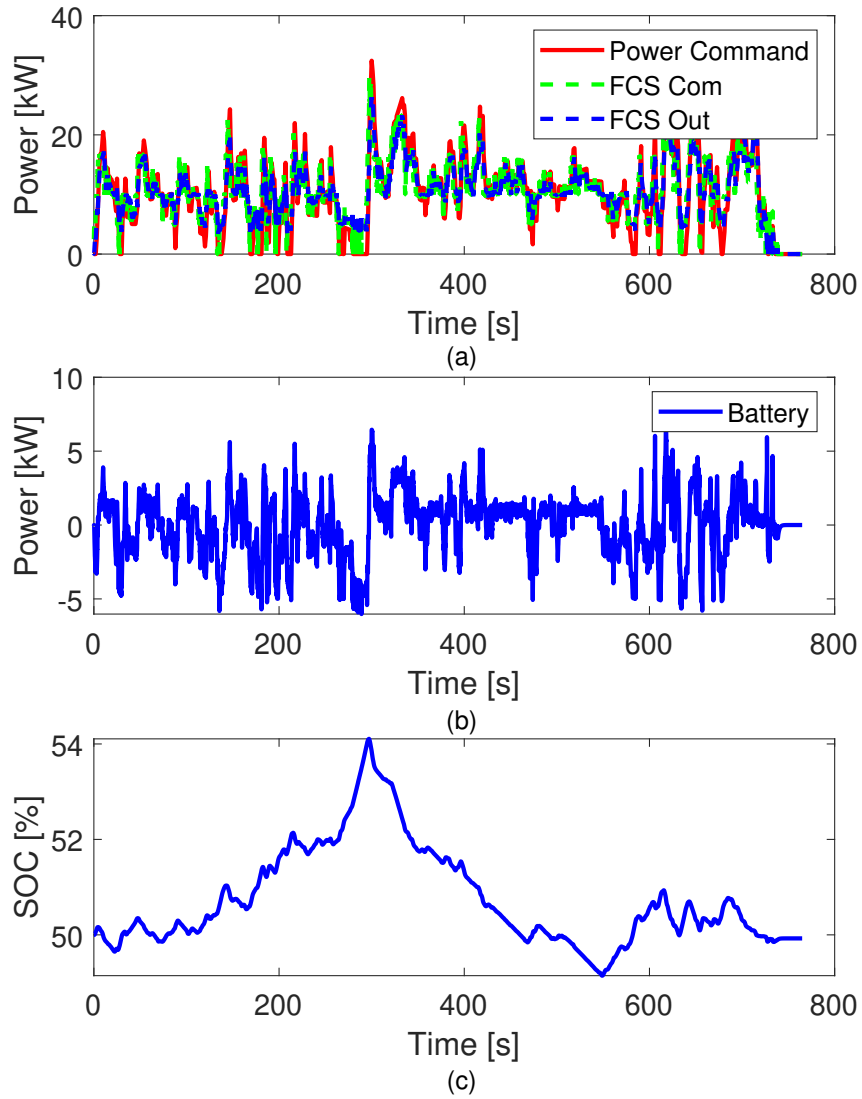 40
Power Command
FCS Com
FCS Out
20
Power [kW]
0
0
200
400
600
800
Time [s]
(a)
10
Battery
5
Power [kW]
0
-5
0
200
400
600
800
Time [s]
(b)
54
SOC [%]
52
50
0
200
400
600
800
Time [s]
(c)